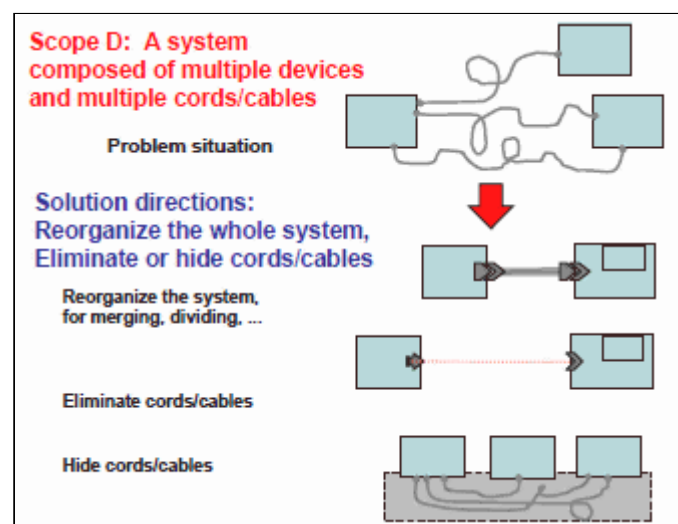 Scope D: A system
composed of multiple devices
and multiple cords/cables
Problem situation
Solution directions:
Reorganize the whole system,
Eliminate or hide cords/cables
Reorganize the system,
for merging, dividing, ...
Eliminate cords/cables
Hide cords/cables